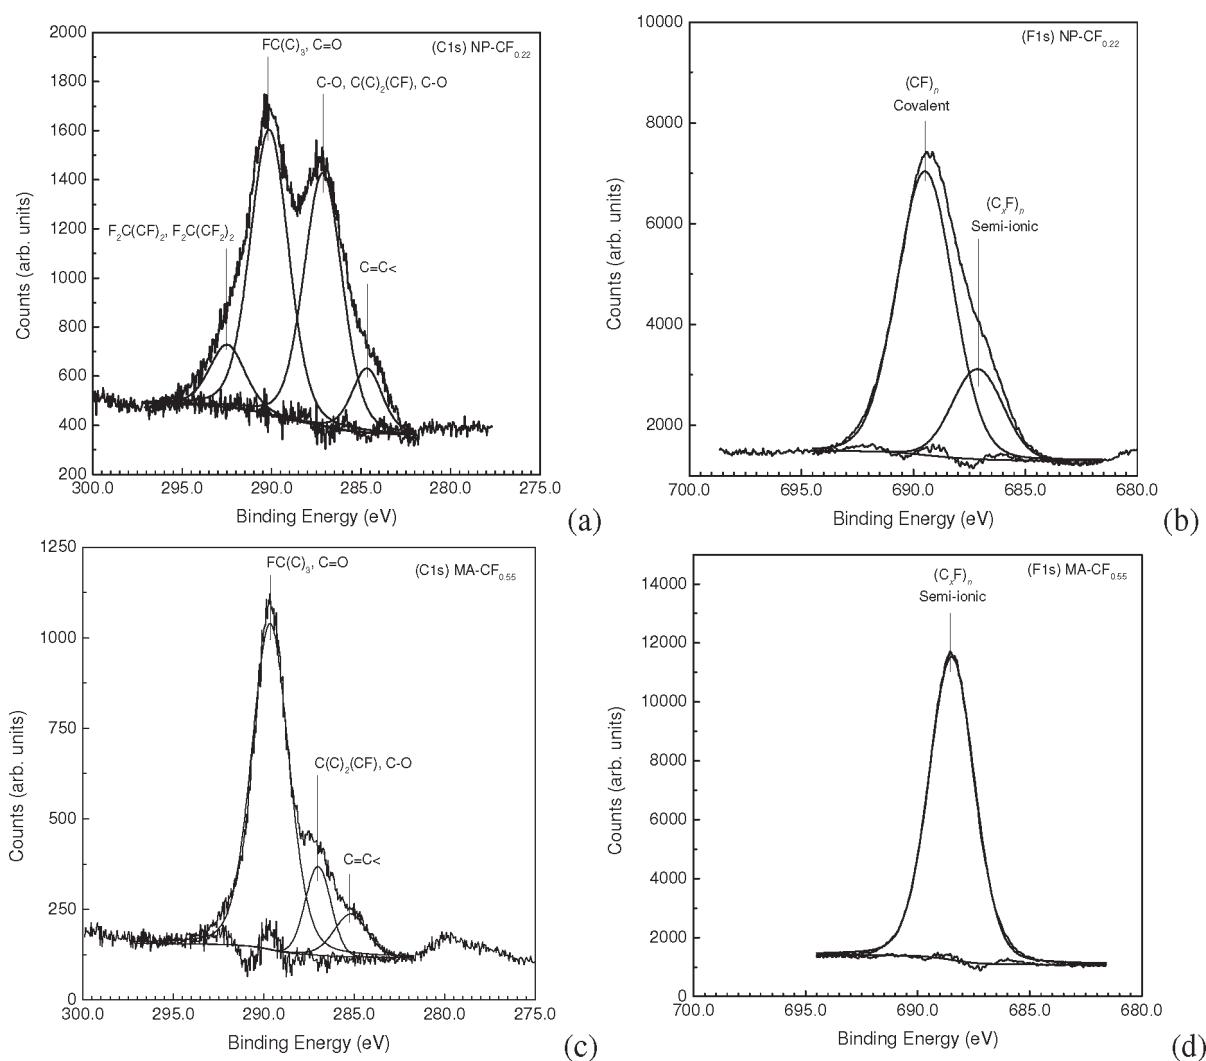 FC(C)3, C=O
(C1s) NP-CF0.22
C-O, C(C)2(CF), C-O
F2C(CF)2, F2C(CF2)2
C=C<
2000
1800
1600
1400
1200
1000
800
600
400
200
Counts (arb. units)
300.0 295.0 290.0 285.0 280.0 275.0
Binding Energy (eV)
(a)
(F1s) NP-CF0.22
(CF)n
Covalent
(CxF)n
Semi-ionic
10000
8000
6000
4000
2000
Counts (arb. units)
700.0 695.0 690.0 685.0 680.0
Binding Energy (eV)
(b)
FC(C)3, C=O
(C1s) MA-CF0.55
C(C)2(CF), C-O
C=C<
1250
1000
750
500
250
0
Counts (arb. units)
300.0 295.0 290.0 285.0 280.0 275.0
Binding Energy (eV)
(c)
(CxF)n
Semi-ionic
(F1s) MA-CF0.55
14000
12000
10000
8000
6000
4000
2000
0
Counts (arb. units)
700.0 695.0 690.0 685.0 680.0
Binding Energy (eV)
(d)